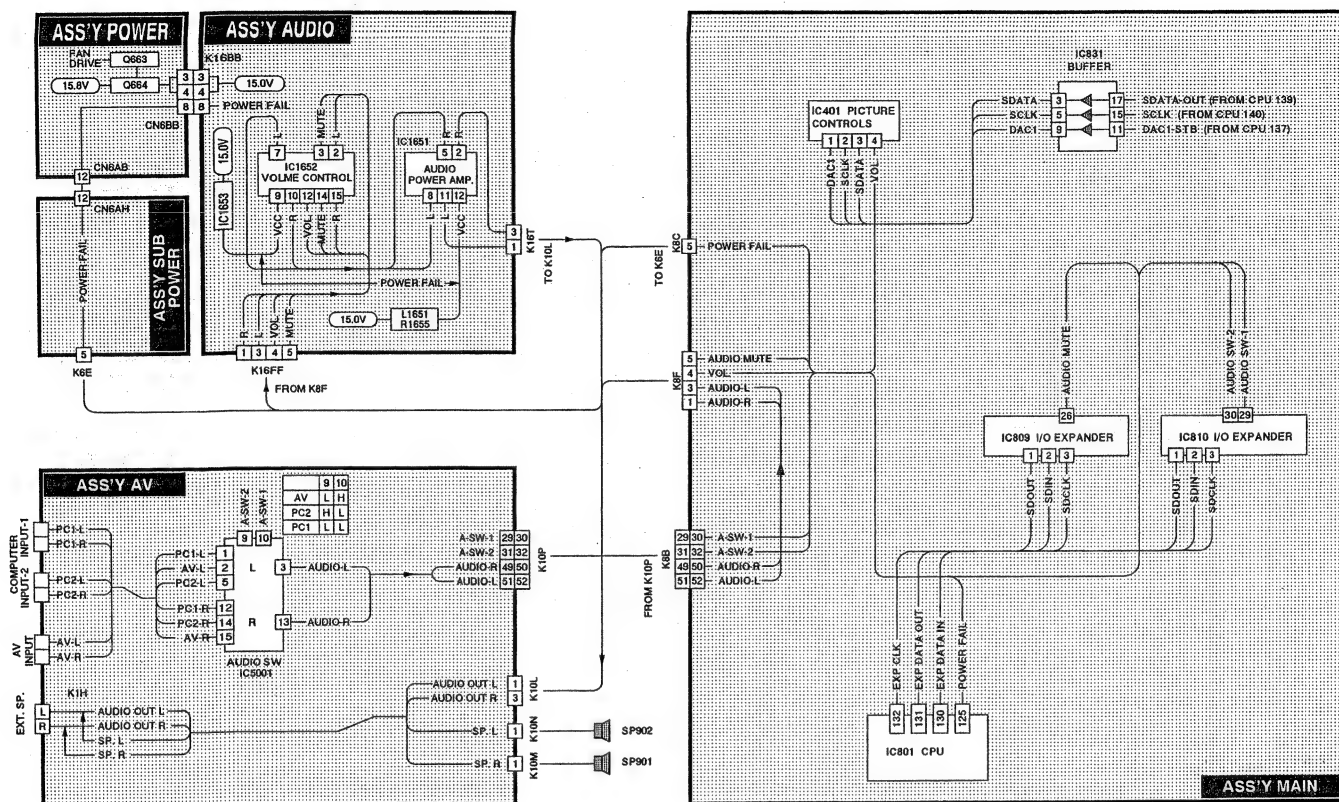 ASS'Y POWER
FAN DRIVE
Q663
15.8V
Q664
3 3
4 4
8 8
K16BB
15.0V
POWER FAIL
CN6BB
CN6AB
12
12
CN6AH
POWER FAIL
ASS'Y SUB POWER
5
K6E
ASS'Y AUDIO
15.0V
IC1653
L
MUTE
L
7
3 2
IC1652
VOLME CONTROL
9 10 12 14 15
VCC
R
VOL
MUTE
R
IC1651
R
R
5 2
AUDIO
POWER AMP.
8 11 12
L
L
VCC
POWER FAIL
15.0V
L1651
R1655
3
1
K16T
TO K10L
R
L
VOL
MUTE
1 3 4 5
K16FF
FROM K8F
ASS'Y AV
A-SW-2
A-SW-1
9 10
AV L H
PC2 H L
PC1 L L
COMPUTER
INPUT-1
INPUT-2
PC1-L
PC1-R
PC2-L
PC2-R
AV
INPUT
AV-L
AV-R
PC1-L
AV-L
PC2-L
PC1-R
PC2-R
AV-R
1
2
5
12
14
15
9 10
L
R
3
13
AUDIO-L
AUDIO-R
AUDIO SW
IC5001
A-SW-1 29 30
A-SW-2 31 32
AUDIO-R 49 50
AUDIO-L 51 52
K10P
EXT. SP.
K1H
L
R
AUDIO OUT L
AUDIO OUT R
SP. L
SP. R
AUDIO OUT L 1
AUDIO OUT R 3
K10L
SP. L 1
K10N
SP902
SP. R 1
K10M
SP901
IC831
BUFFER
SDATA 3 17 SDATA-OUT (FROM CPU 139)
SCLK 5 15 SCLK (FROM CPU 140)
DAC1 9 11 DAC1-STB (FROM CPU 137)
IC401 PICTURE
CONTROLS
1 2 3 4
DAC1
SCLK
SDATA
VOL
TO K6E
K8C
5 POWER FAIL
K8F
5 AUDIO MUTE
4 VOL.
3 AUDIO-L
1 AUDIO-R
AUDIO MUTE
26
IC809 I/O EXPANDER
1 2 3
SDOUT
SDIN
SDCLK
AUDIO SW-2
AUDIO SW-1
30 29
IC810 I/O EXPANDER
1 2 3
SDOUT
SDIN
SDCLK
FROM K10P
K8B
29 30 A-SW-1
31 32 A-SW-2
49 50 AUDIO-R
51 52 AUDIO-L
EXP CLK
EXP DATA OUT
EXP DATA IN
POWER FAIL
132 131 130 125
IC801 CPU
ASS'Y MAIN